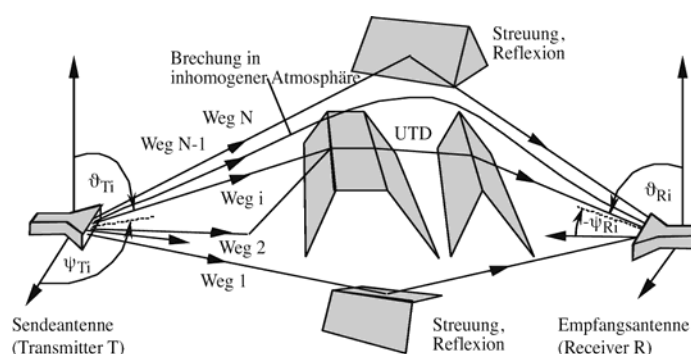 Streuung,
Reflexion
Brechung in
inhomogener Atmosphäre
Weg N
Weg N-1
UTD
ϑTi
Weg i
ϑRi
-ψRi
Weg 2
ψTi
Weg 1
Sendeantenne
(Transmitter T)
Streuung,
Reflexion
Empfangsantenne
(Receiver R)